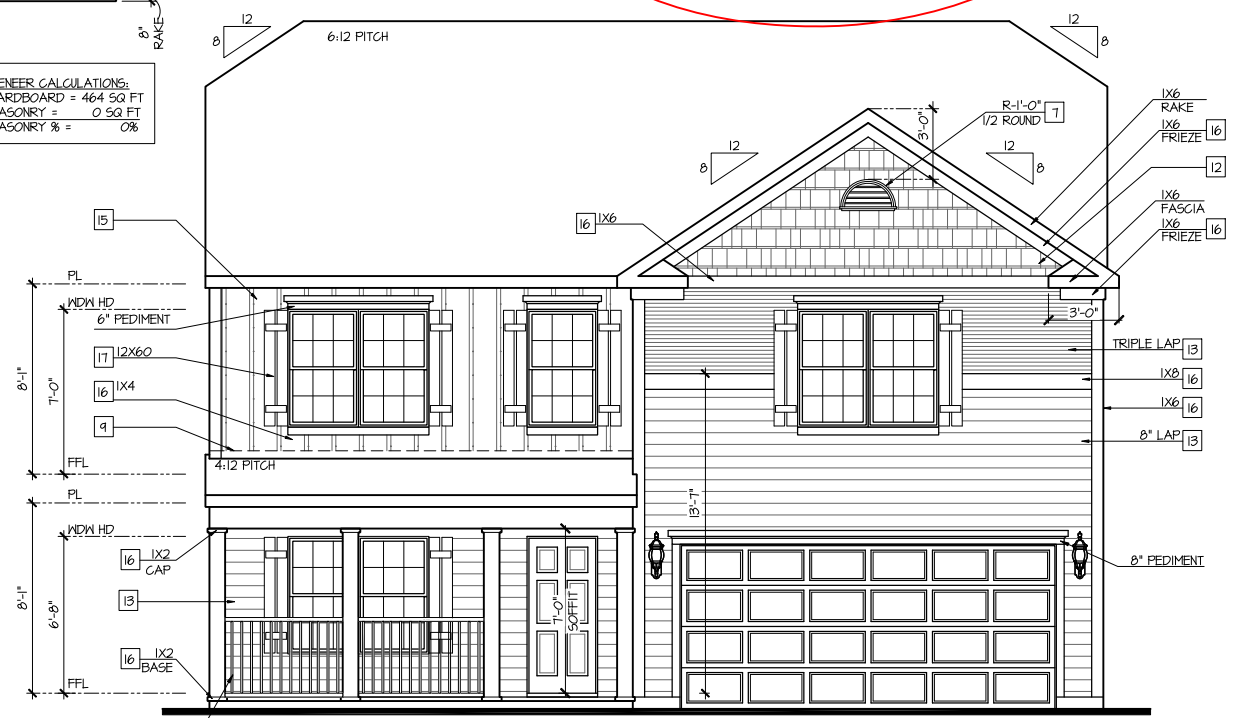 8"
RAKE
12
8
6:12 PITCH
12
8
ENEER CALCULATIONS:
ARDBOARD = 464 SQ FT
ASONRY = 0 SQ FT
ASONRY % = 0%
R-1'-0"
1/2 ROUND
7
3'-0"
12
8
12
8
1X6
RAKE
1X6
FRIEZE
16
12
1X6
FASCIA
1X6
FRIEZE
16
15
16
1X6
PL
WDW HD
6" PEDIMENT
3'-0"
17
12X60
16
1X4
9
8'-1"
7'-0"
FFL
4:12 PITCH
TRIPLE LAP
13
1X8
16
1X6
16
8" LAP
13
13'-7"
PL
WDW HD
16
1X2
CAP
13
8'-1"
6'-8"
16
1X2
BASE
FFL
7'-0"
SOFFIT
8" PEDIMENT